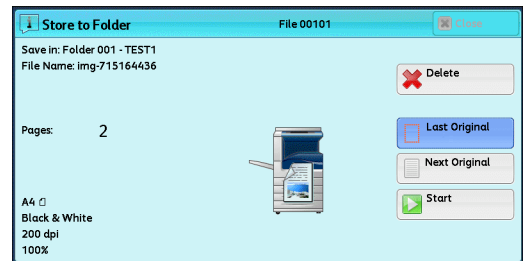 Store to Folder
File 00101
Close
Save in: Folder 001 - TEST1
File Name: img-715164436
Delete
Pages:
2
Last Original
Next Original
Start
A4
Black & White
200 dpi
100%